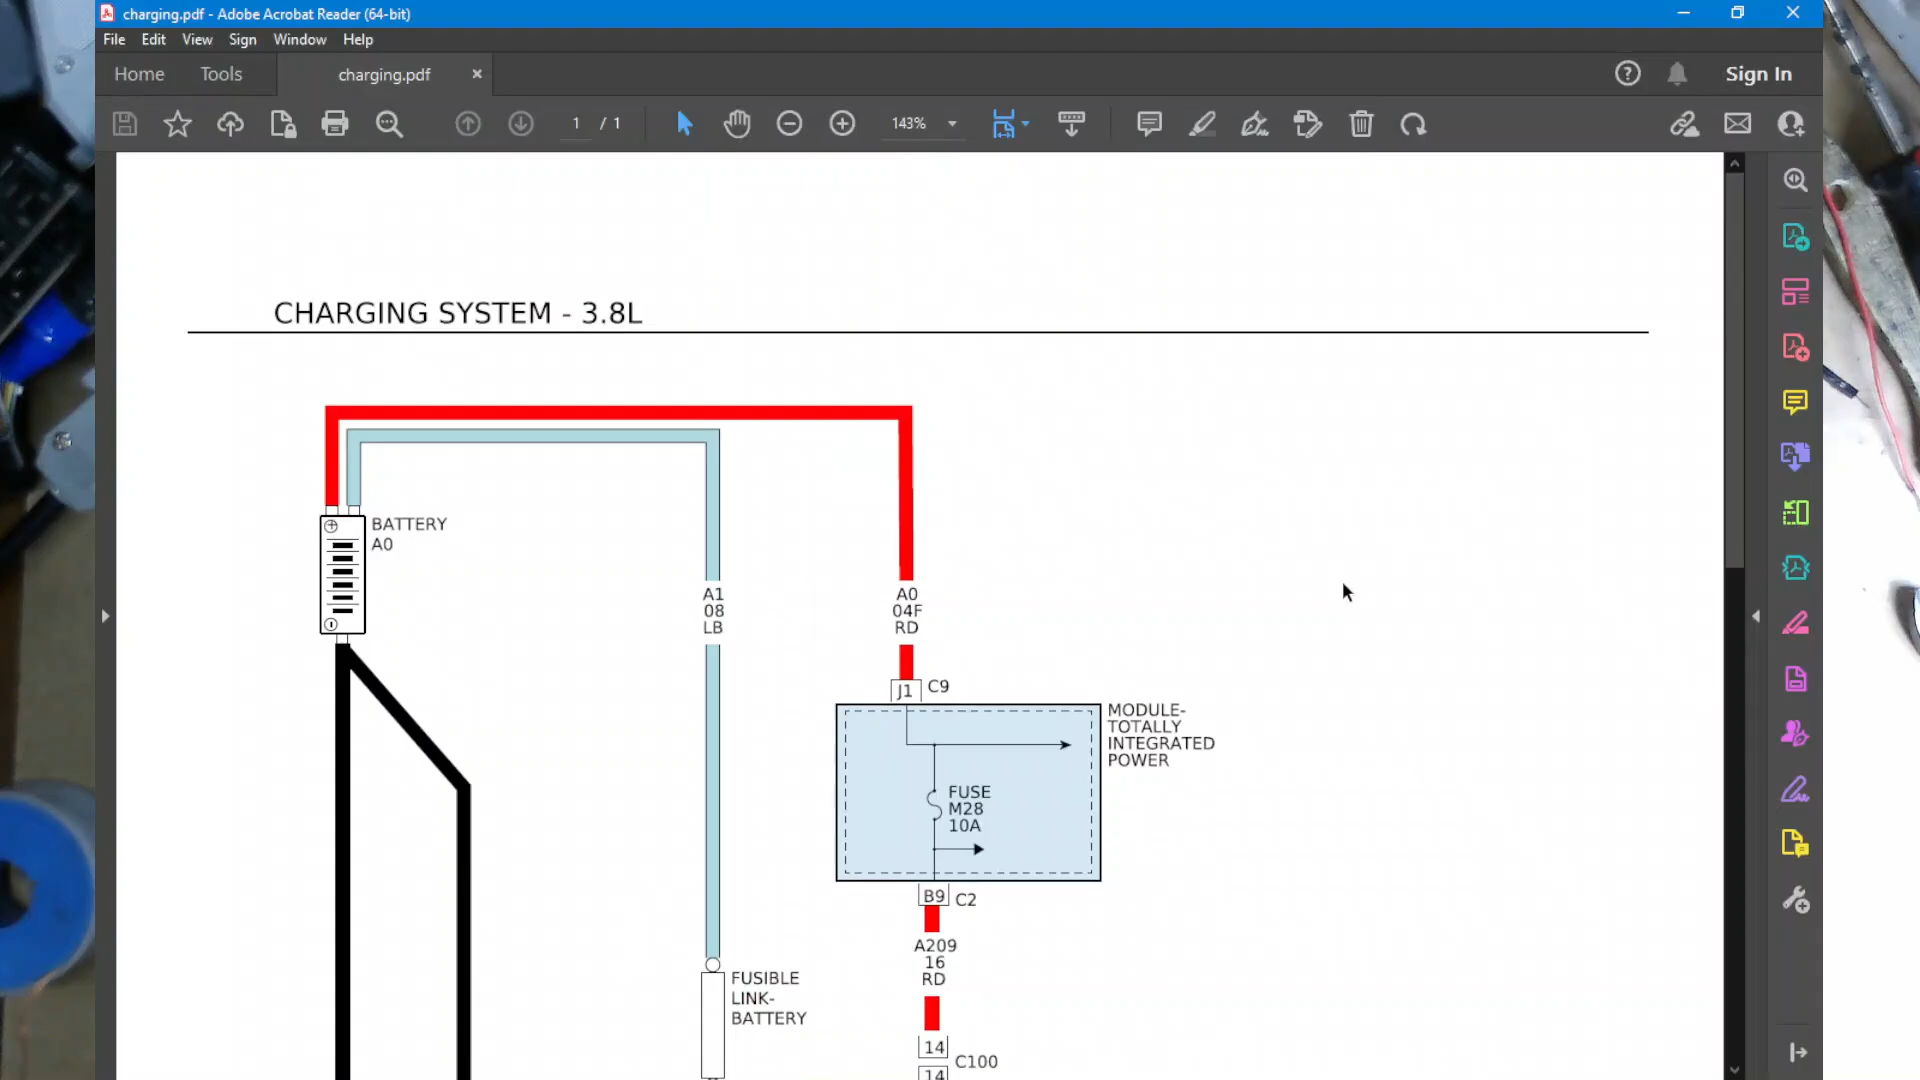 charging.pdf - Adobe Acrobat Reader (64-bit)
File Edit View Sign Window Help
Home Tools charging.pdf × Sign In
1 / 1 143%
CHARGING SYSTEM - 3.8L
BATTERY
A0
A1
08
LB
A0
04F
RD
J1 C9
MODULE-
TOTALLY
INTEGRATED
POWER
FUSE
M28
10A
B9 C2
A209
16
RD
FUSIBLE
LINK-
BATTERY
14
C100
14